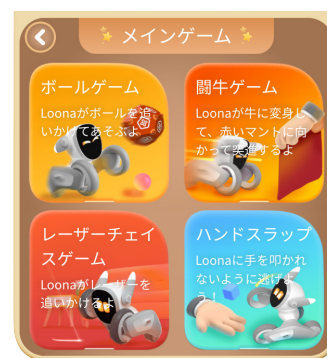 メインゲーム
ボールゲーム
Loonaがボールを追
いかけてあそぶよ
闘牛ゲーム
Loonaが牛に変身し
て、赤いマントに向
かって突進するよ
レーザーチェイ
スゲーム
Loonaがレーザーを
追いかけるよ！
ハンドスラップ
Loonaに手を叩かれ
ないように逃げよ
う！